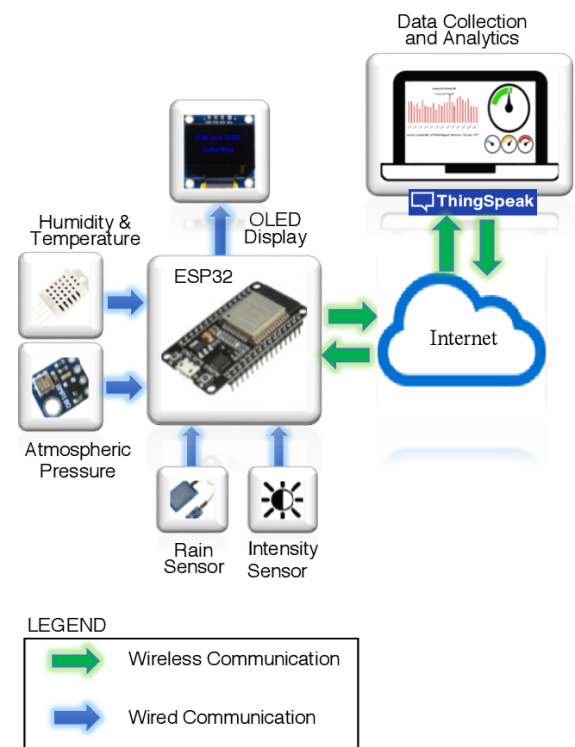 Data Collection
and Analytics
ThingSpeak
OLED
Display
Humidity &
Temperature
ESP32
Internet
Atmospheric
Pressure
Rain
Sensor
Intensity
Sensor
LEGEND
Wireless Communication
Wired Communication